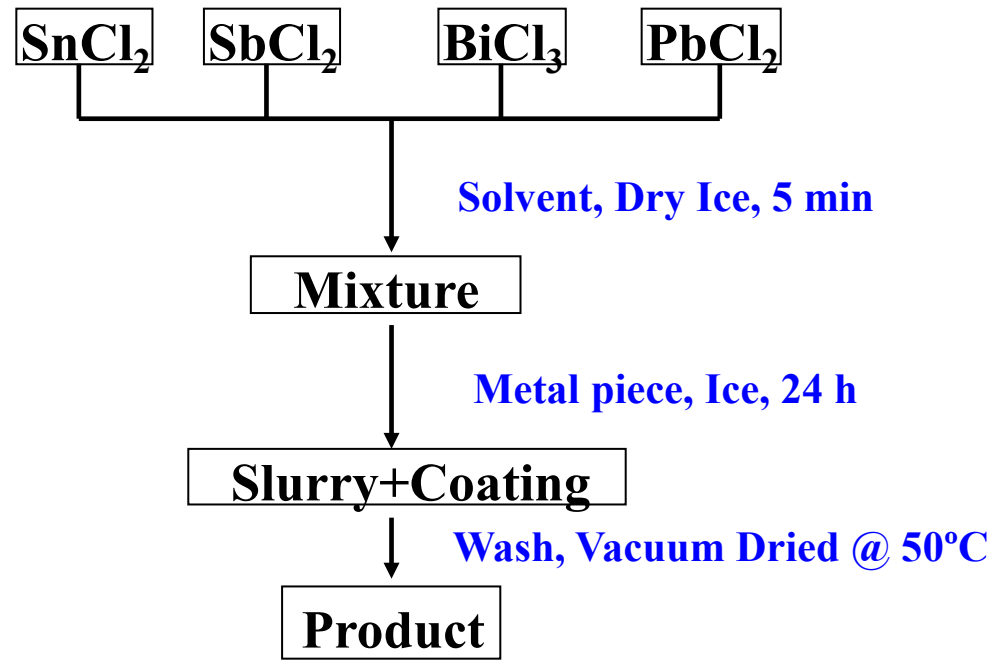 SnCl₂ SbCl₂ BiCl₃ PbCl₂
Solvent, Dry Ice, 5 min
Mixture
Metal piece, Ice, 24 h
Slurry+Coating
Wash, Vacuum Dried @ 50ºC
Product